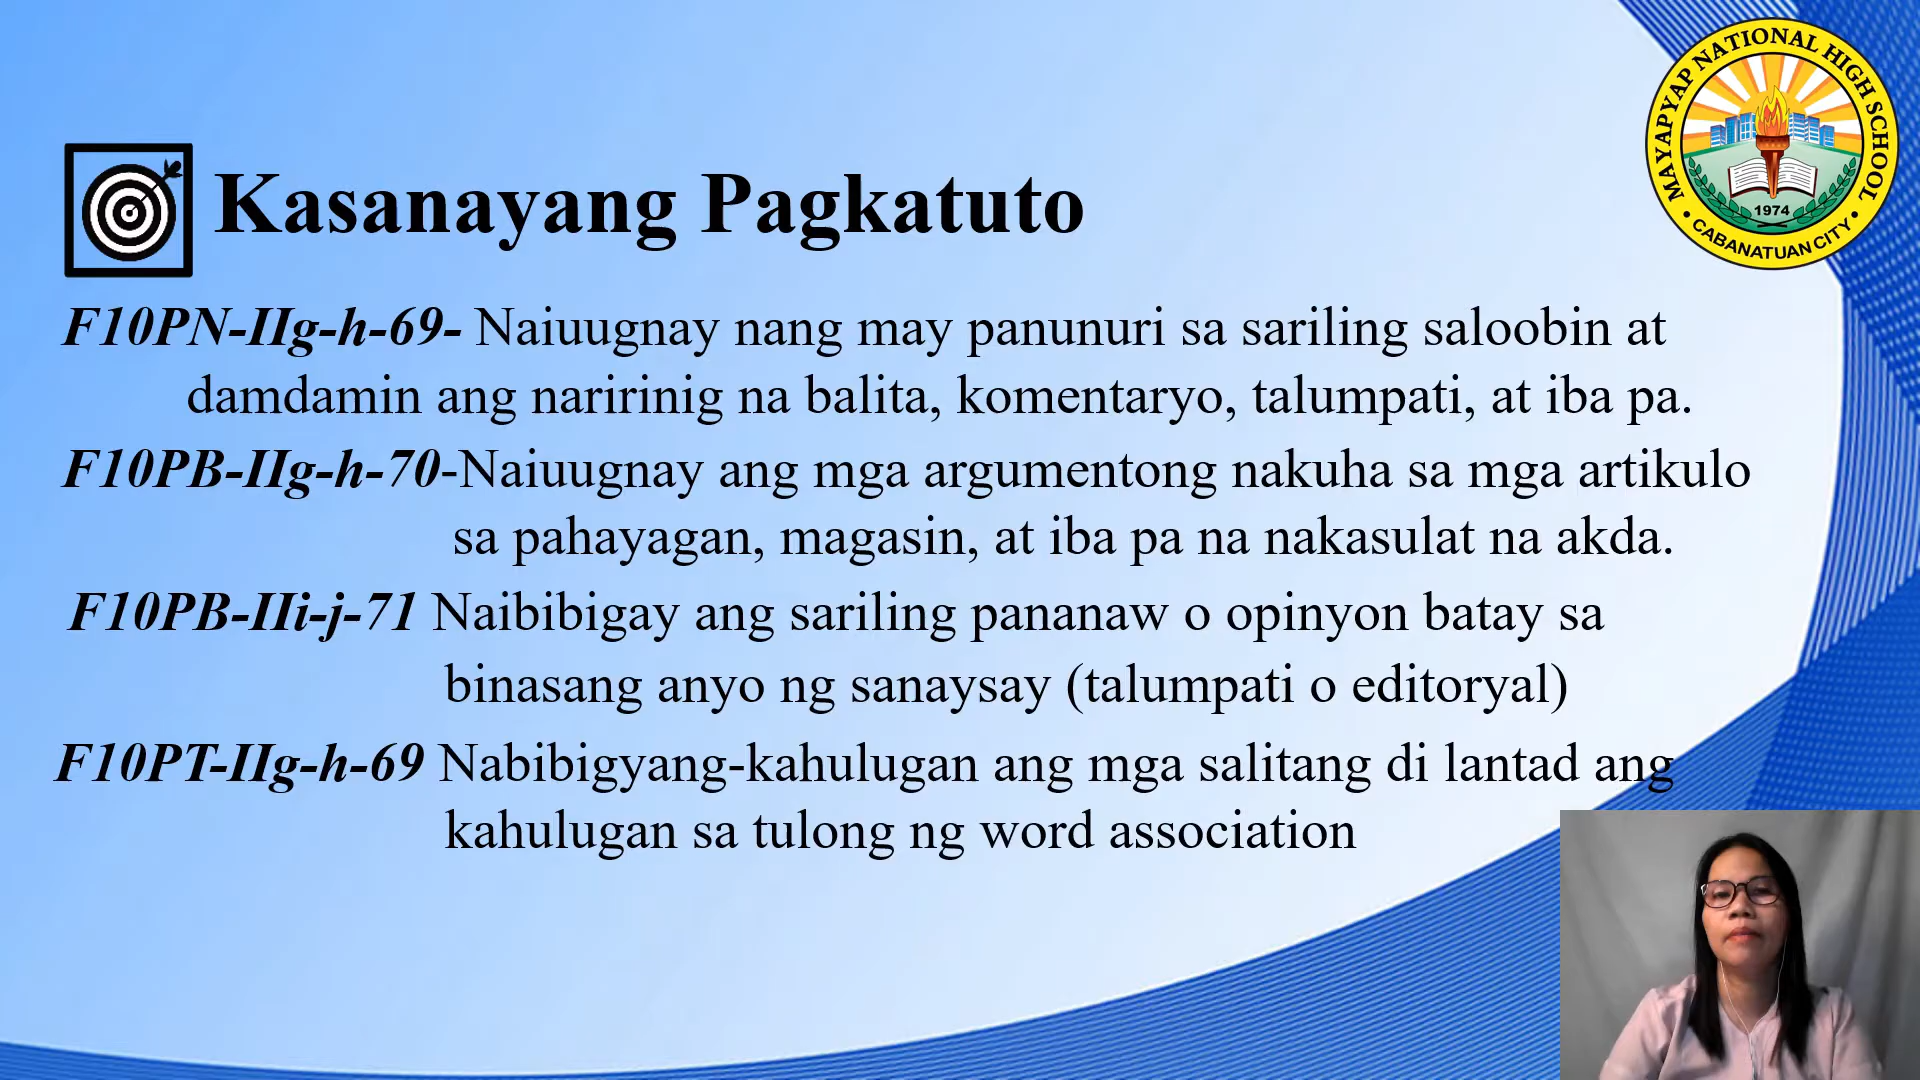 MAYAPYAP NATIONAL HIGH SCHOOL
1974
• CABANATUAN CITY •
Kasanayang Pagkatuto
F10PN-IIg-h-69- Naiuugnay nang may panunuri sa sariling saloobin at
damdamin ang naririnig na balita, komentaryo, talumpati, at iba pa.
F10PB-IIg-h-70-Naiuugnay ang mga argumentong nakuha sa mga artikulo
sa pahayagan, magasin, at iba pa na nakasulat na akda.
F10PB-IIi-j-71 Naibibigay ang sariling pananaw o opinyon batay sa
binasang anyo ng sanaysay (talumpati o editoryal)
F10PT-IIg-h-69 Nabibigyang-kahulugan ang mga salitang di lantad ang
kahulugan sa tulong ng word association